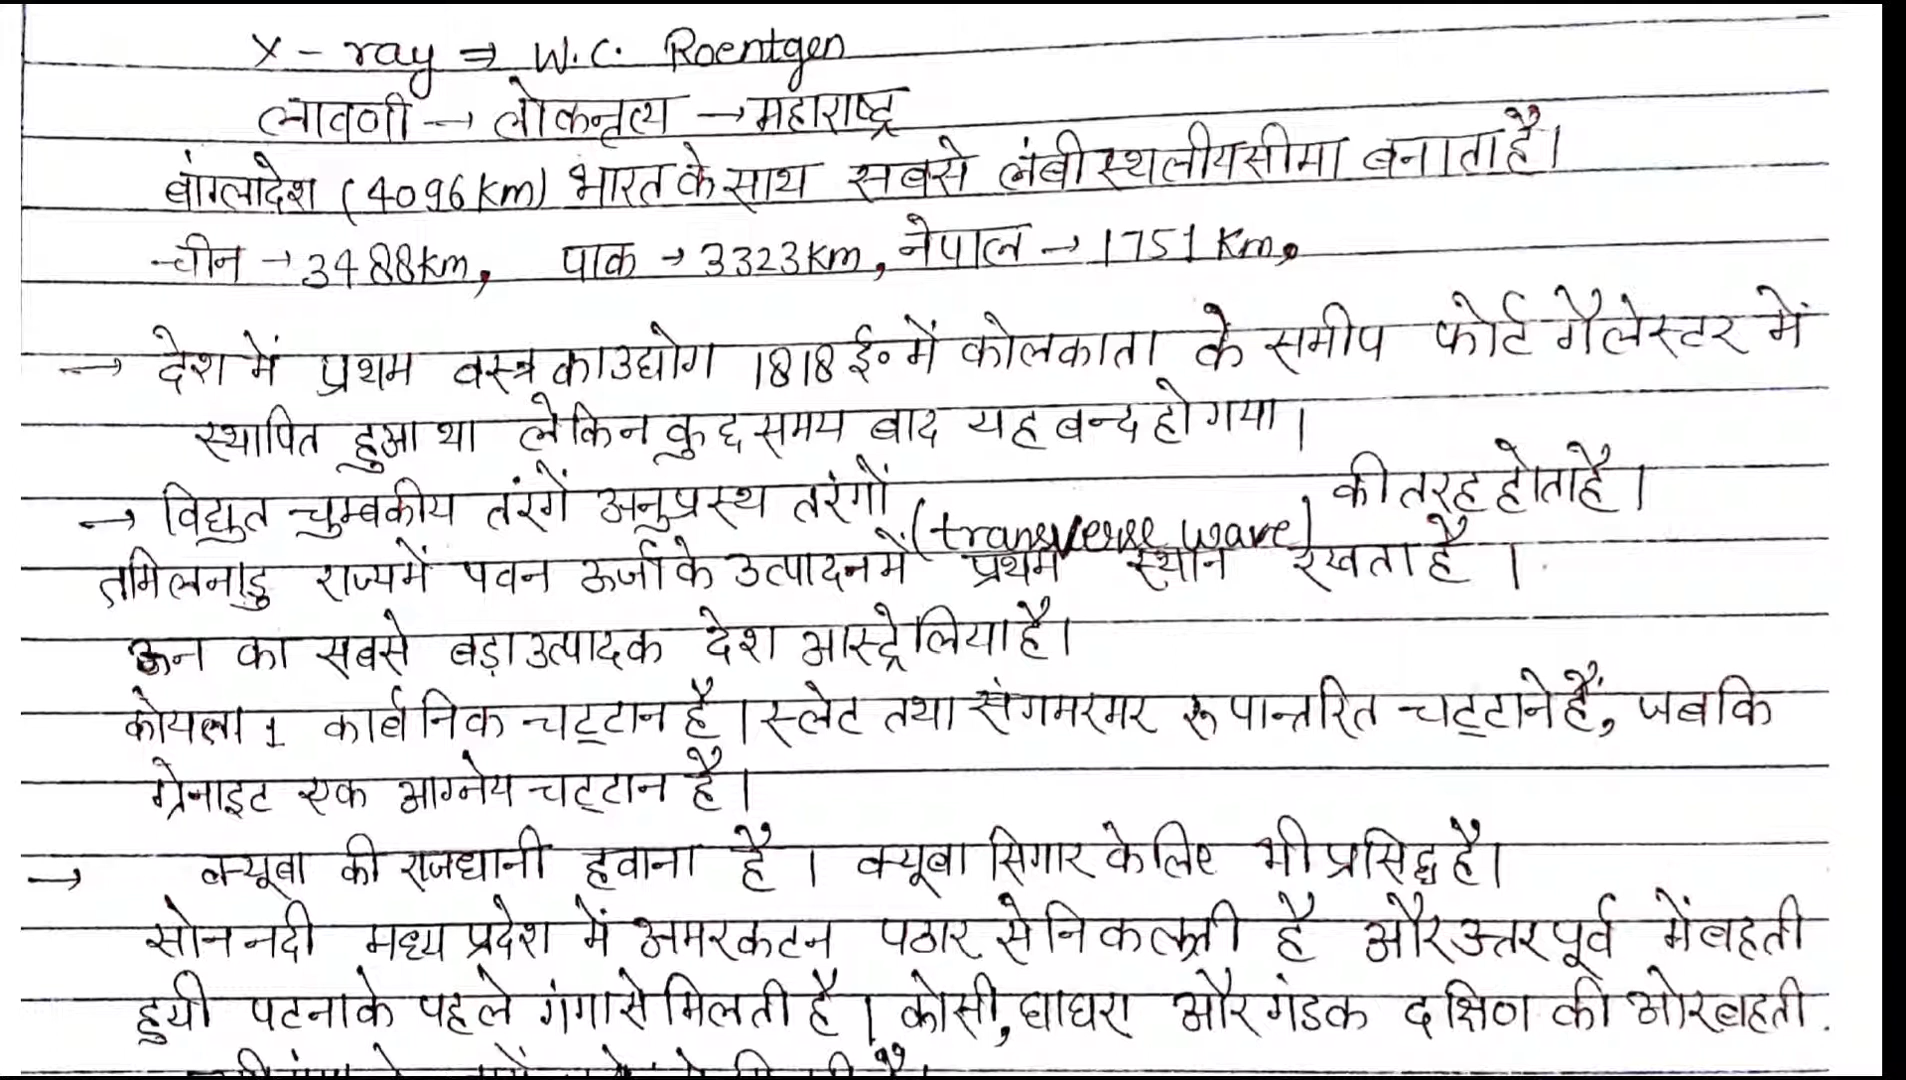 X - ray ⇒ W.C. Roentgen
लावणी → लोकनृत्य → महाराष्ट्र
बांग्लादेश (4096 km) भारत के साथ सबसे लंबी स्थलीय सीमा बनाता है।
चीन → 3488 km, पाक → 3323 km, नेपाल → 1751 Km,
→ देश में प्रथम वस्त्र का उद्योग 1818 ई० में कोलकाता के समीप फोर्ट गैलेस्टर में
स्थापित हुआ था लेकिन कुछ समय बाद यह बन्द हो गया।
→ विद्युत चुम्बकीय तंरगें अनुप्रस्थ तरंगों (transverse wave) की तरह होता है।
तमिलनाडु राज्य में पवन ऊर्जा के उत्पादन में प्रथम स्थान रखता है।
ऊन का सबसे बड़ा उत्पादक देश आस्ट्रेलिया है।
कोयला 1 कार्बनिक चट्टान है। स्लेट तथा संगमरमर रूपान्तरित चट्टाने हैं, जबकि
ग्रेनाइट एक आग्नेय चट्टान है।
→ क्यूबा की राजधानी हवाना है। क्यूबा सिगार के लिए भी प्रसिद्ध है।
सोन नदी मध्य प्रदेश में अमरकटन पठार से निकलती है और उत्तर पूर्व में बहती
हुयी पटना के पहले गंगा से मिलती है। कोसी, घाघरा और गंडक दक्षिण की ओर बहती